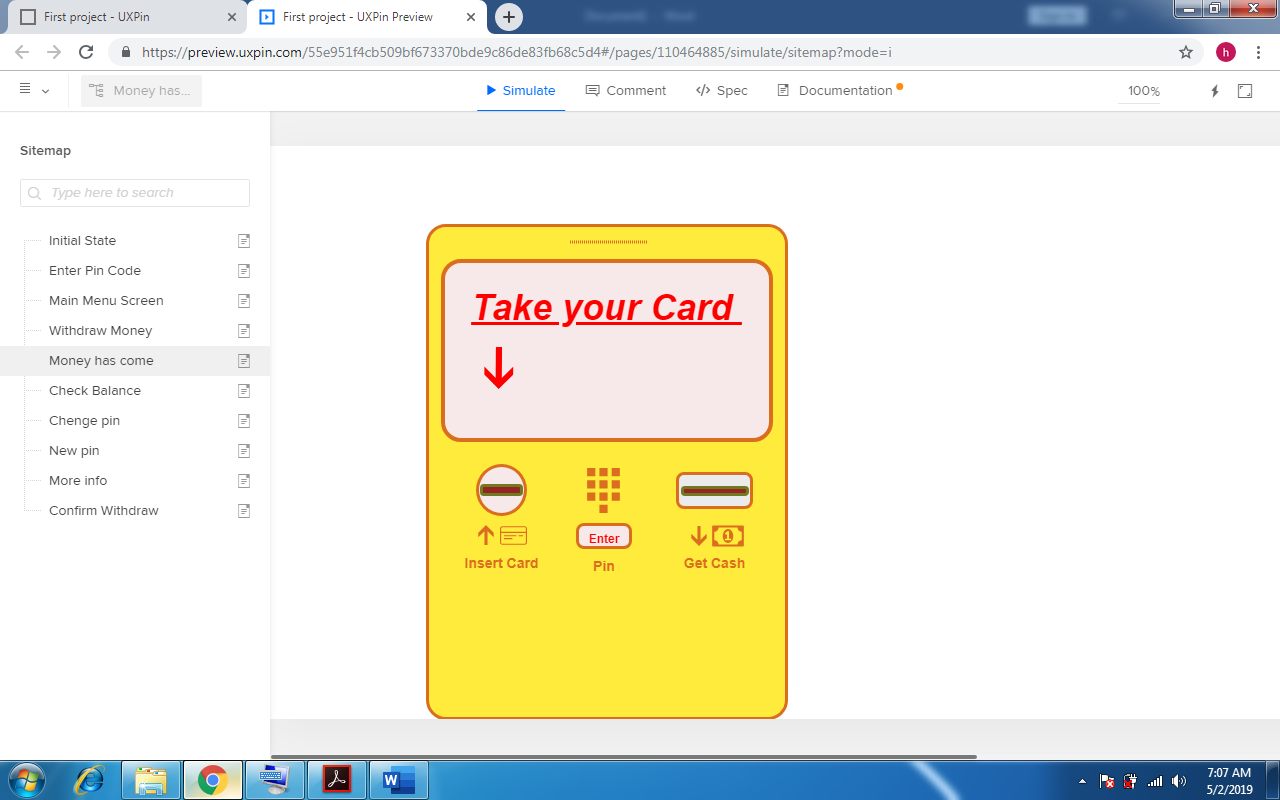 First project - UXPin
First project - UXPin Preview
https://preview.uxpin.com/55e951f4cb509bf673370bde9c86de83fb68c5d4#/pages/110464885/simulate/sitemap?mode=i
h
Money has...
Simulate
Comment
Spec
Documentation
100%
Sitemap
Type here to search
Initial State
Enter Pin Code
Main Menu Screen
Withdraw Money
Money has come
Check Balance
Chenge pin
New pin
More info
Confirm Withdraw
Take your Card
Enter
Insert Card
Pin
Get Cash
7:07 AM
5/2/2019